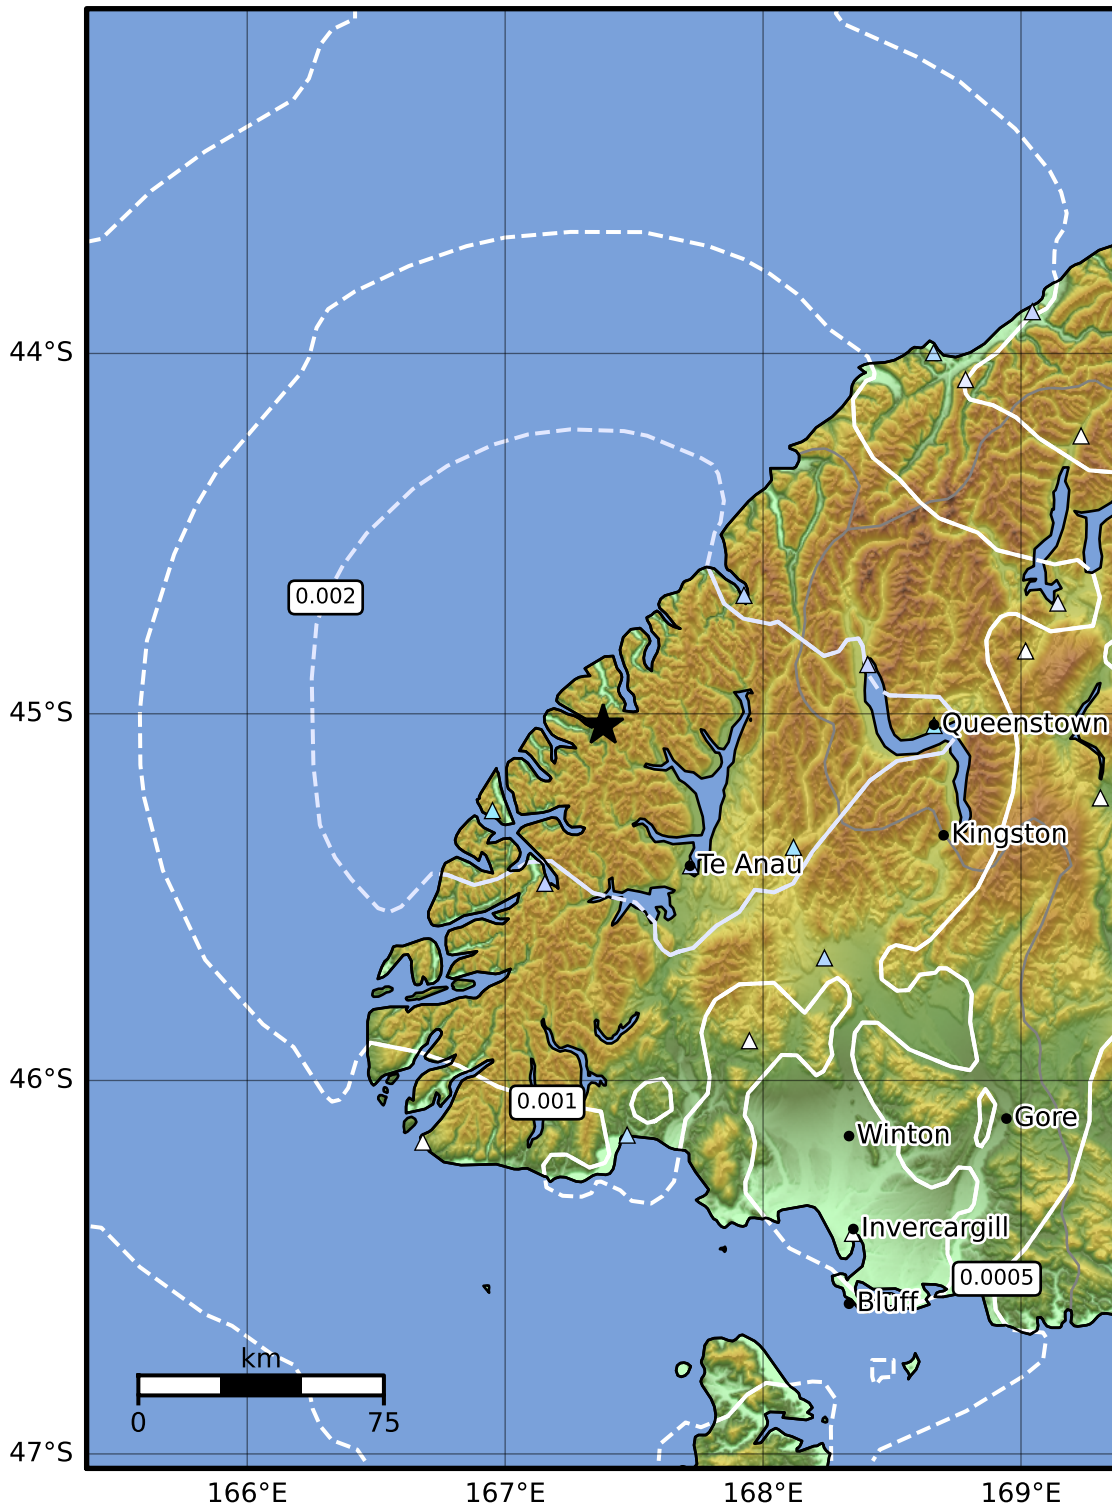 44°S
0.002
45°S
Queenstown
Kingston
Te Anau
46°S
0.001
Gore
Winton
Invercargill
0.0005
Bluff
km
0
75
47°S
166°E
167°E
168°E
169°E